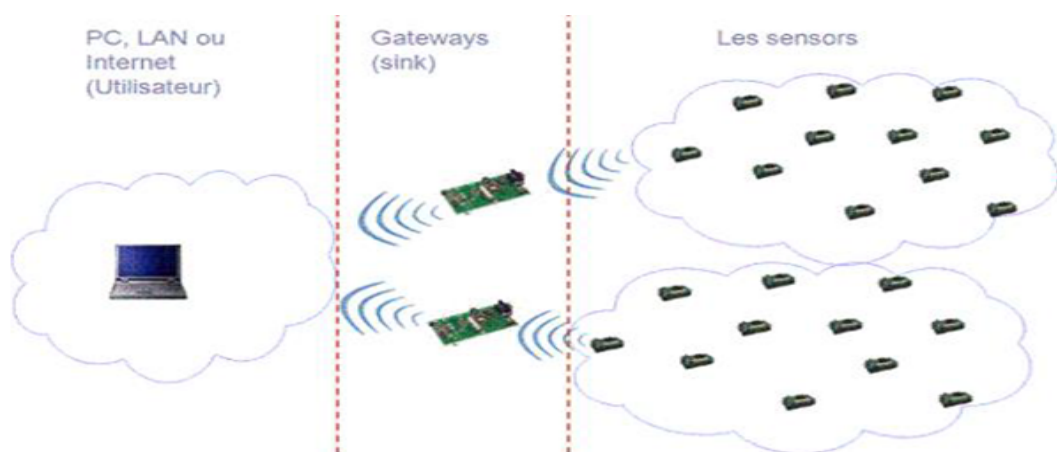 PC, LAN ou
Internet
(Utilisateur)
Gateways
(sink)
Les sensors